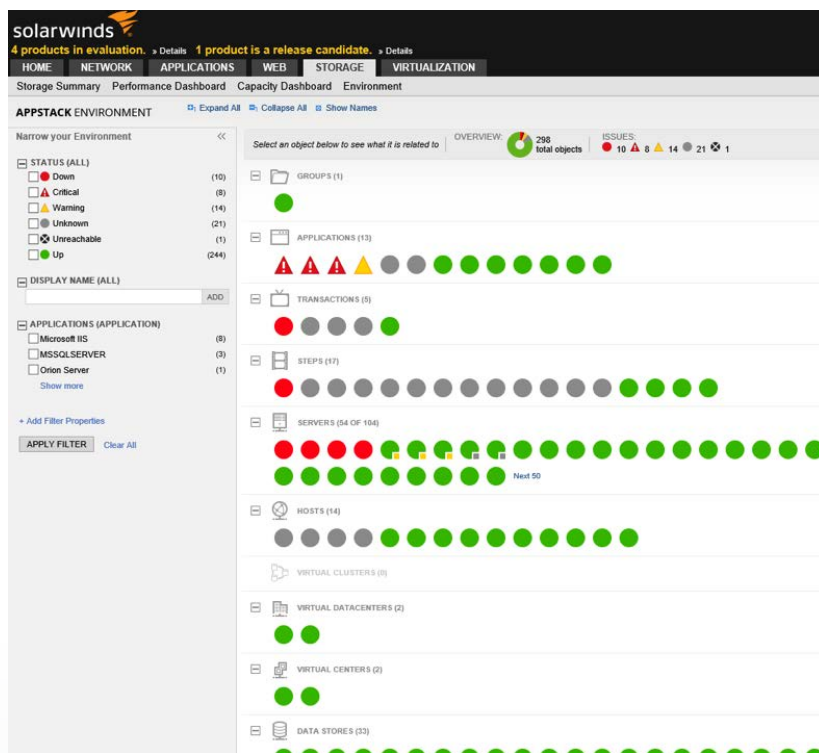 solarwinds
4 products in evaluation. » Details 1 product is a release candidate. » Details
HOME NETWORK APPLICATIONS WEB STORAGE VIRTUALIZATION
Storage Summary Performance Dashboard Capacity Dashboard Environment
APPSTACK ENVIRONMENT Expand All Collapse All Show Names
Narrow your Environment <<
STATUS (ALL)
Down (10)
Critical (8)
Warning (14)
Unknown (21)
Unreachable (1)
Up (244)
DISPLAY NAME (ALL)
ADD
APPLICATIONS (APPLICATION)
Microsoft IIS (8)
MSSQLSERVER (3)
Orion Server (1)
Show more
+ Add Filter Properties
APPLY FILTER Clear All
Select an object below to see what it is related to OVERVIEW: 298 total objects ISSUES: 10 8 14 21 1
GROUPS (1)
APPLICATIONS (13)
TRANSACTIONS (5)
STEPS (17)
SERVERS (54 OF 104)
Next 50
HOSTS (14)
VIRTUAL CLUSTERS (0)
VIRTUAL DATACENTERS (2)
VIRTUAL CENTERS (2)
DATA STORES (33)